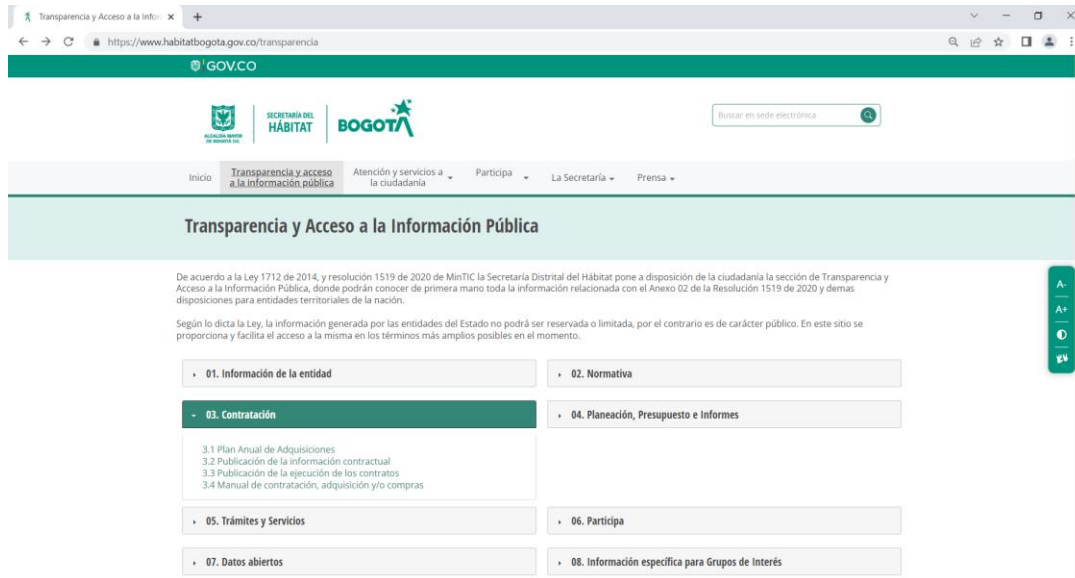 Transparencia y Acceso a la Infor
https://www.habitatbogota.gov.co/transparencia
GOV.CO
ALCALDÍA MAYOR
DE BOGOTÁ D.C.
SECRETARÍA DEL
HÁBITAT
BOGOTÁ
Buscar en sede electrónica
Inicio
Transparencia y acceso
a la información pública
Atención y servicios a
la ciudadanía
Participa
La Secretaría
Prensa
Transparencia y Acceso a la Información Pública
De acuerdo a la Ley 1712 de 2014, y resolución 1519 de 2020 de MinTIC la Secretaría Distrital del Hábitat pone a disposición de la ciudadanía la sección de Transparencia y
Acceso a la Información Pública, donde podrán conocer de primera mano toda la información relacionada con el Anexo 02 de la Resolución 1519 de 2020 y demas
disposiciones para entidades territoriales de la nación.
Según lo dicta la Ley, la información generada por las entidades del Estado no podrá ser reservada o limitada, por el contrario es de carácter público. En este sitio se
proporciona y facilita el acceso a la misma en los términos más amplios posibles en el momento.
A-
A+
01. Información de la entidad
02. Normativa
03. Contratación
04. Planeación, Presupuesto e Informes
3.1 Plan Anual de Adquisiciones
3.2 Publicación de la información contractual
3.3 Publicación de la ejecución de los contratos
3.4 Manual de contratación, adquisición y/o compras
05. Trámites y Servicios
06. Participa
07. Datos abiertos
08. Información específica para Grupos de Interés